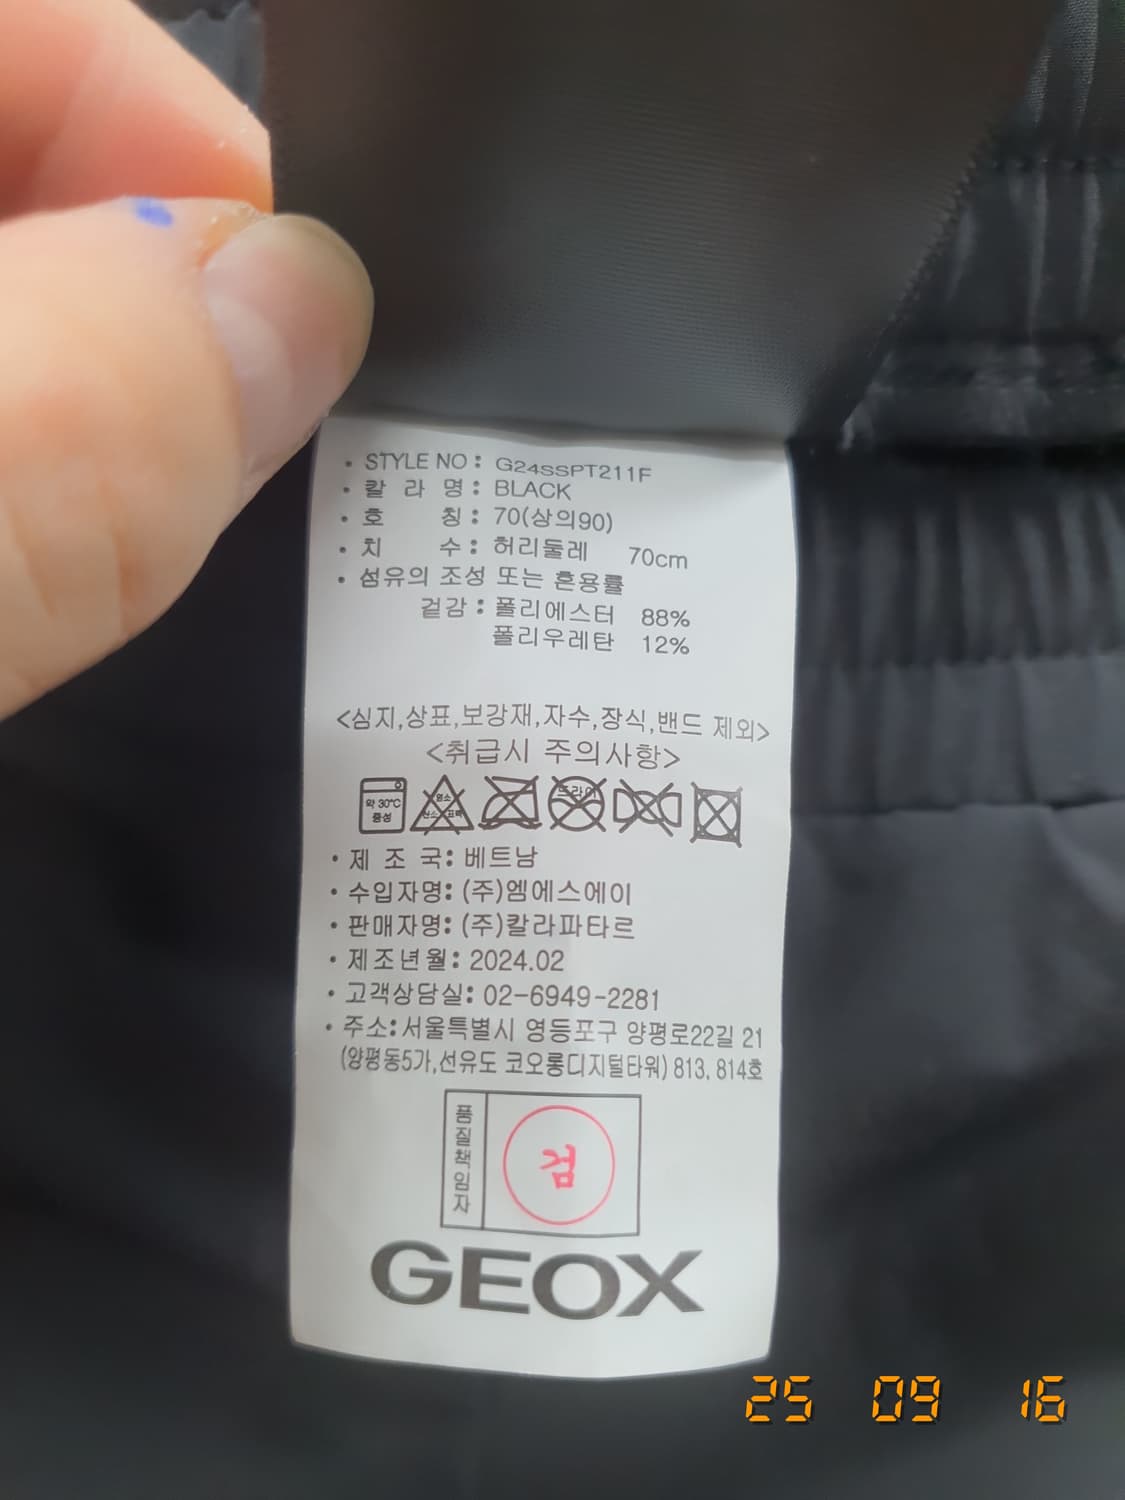 • STYLE NO : G24SSPT211F
• 칼 라 명 : BLACK
• 호 칭 : 70(상의90)
• 치 수 : 허리둘레 70cm
• 섬유의 조성 또는 혼용률
겉감 : 폴리에스터 88%
폴리우레탄 12%
<심지,상표,보강재,자수,장식,밴드 제외>
<취급시 주의사항>
약 30℃
중성
염소
산소 표백
드라이
• 제 조 국 : 베트남
• 수입자명 : (주)엠에스에이
• 판매자명 : (주)칼라파타르
• 제조년월 : 2024.02
• 고객상담실 : 02-6949-2281
• 주소 : 서울특별시 영등포구 양평로22길 21
(양평동5가,선유도 코오롱디지털타워) 813, 814호
품질책임자
검
GEOX
25 09 16